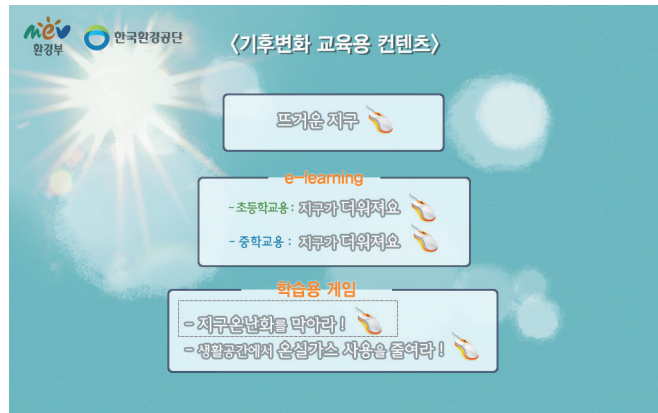 mev
환경부
한국환경공단
〈기후변화 교육용 컨텐츠〉
뜨거운 지구
e-learning
- 초등학교용 : 지구가 더워져요
- 중학교용 : 지구가 더워져요
학습용 게임
- 지구온난화를 막아라 !
- 생활공간에서 온실가스 사용을 줄여라 !